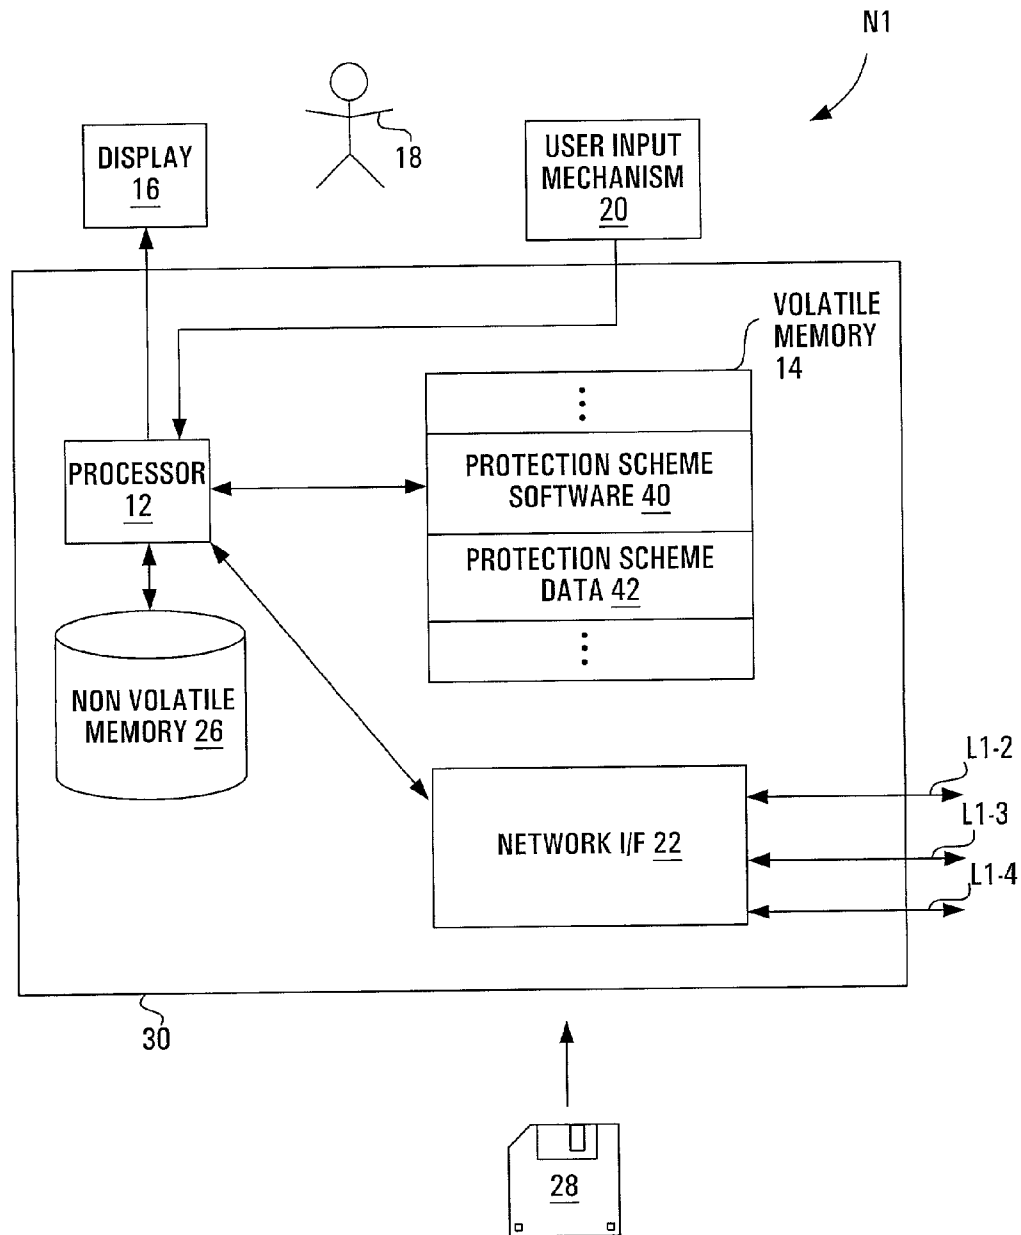 N1
18
DISPLAY
16
USER INPUT
MECHANISM
20
VOLATILE
MEMORY
14
PROCESSOR
12
PROTECTION SCHEME
SOFTWARE 40
PROTECTION SCHEME
DATA 42
NON VOLATILE
MEMORY 26
NETWORK I/F 22
L1-2
L1-3
L1-4
30
28